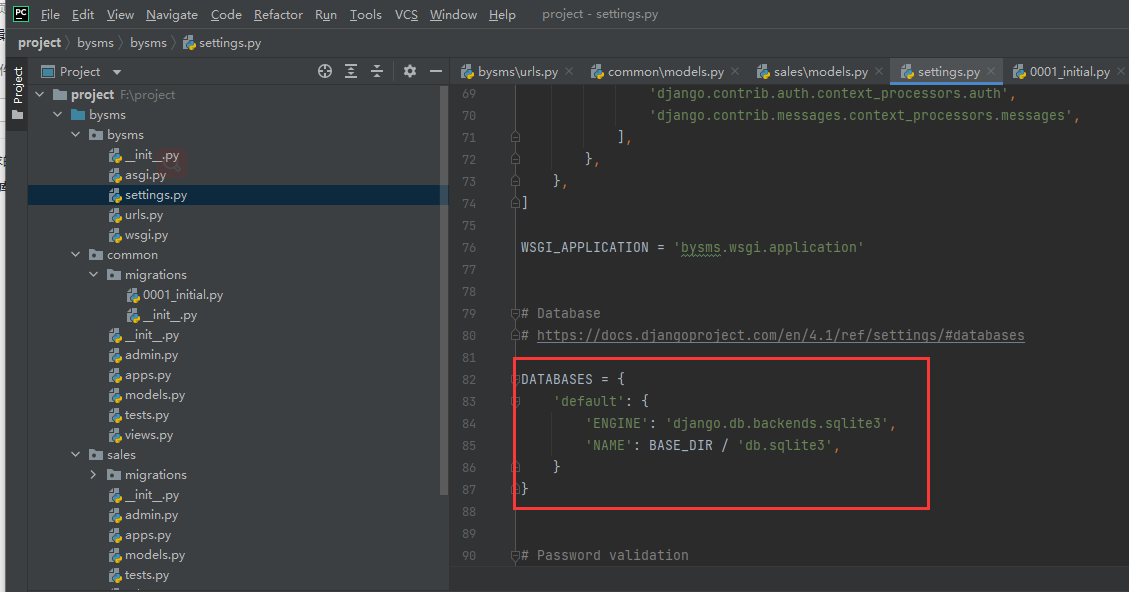 PC File Edit View Navigate Code Refactor Run Tools VCS Window Help project - settings.py
project bysms bysms settings.py
Project
Project
bysms\urls.py common\models.py sales\models.py settings.py 0001_initial.py
project F:\project
bysms
bysms
__init__.py
asgi.py
settings.py
urls.py
wsgi.py
common
migrations
0001_initial.py
__init__.py
__init__.py
admin.py
apps.py
models.py
tests.py
views.py
sales
migrations
__init__.py
admin.py
apps.py
models.py
tests.py
69 'django.contrib.auth.context_processors.auth',
70 'django.contrib.messages.context_processors.messages',
71 ],
72 },
73 },
74 ]
75
76 WSGI_APPLICATION = 'bysms.wsgi.application'
77
78
79 # Database
80 # https://docs.djangoproject.com/en/4.1/ref/settings/#databases
81
82 DATABASES = {
83 'default': {
84 'ENGINE': 'django.db.backends.sqlite3',
85 'NAME': BASE_DIR / 'db.sqlite3',
86 }
87 }
88
89
90 # Password validation